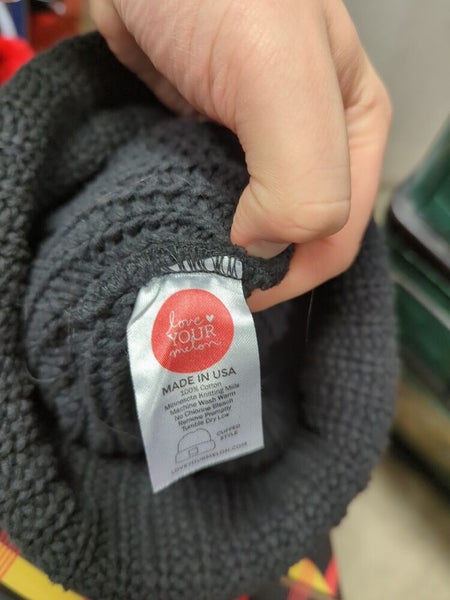 love
YOUR
melon
MADE IN USA
100% Cotton
Minnesota Knitting Mills
Machine Wash Warm
No Chlorine Bleach
Remove Promptly
Tumble Dry Low
CUFFED
STYLE
LOVEYOURMELON.COM